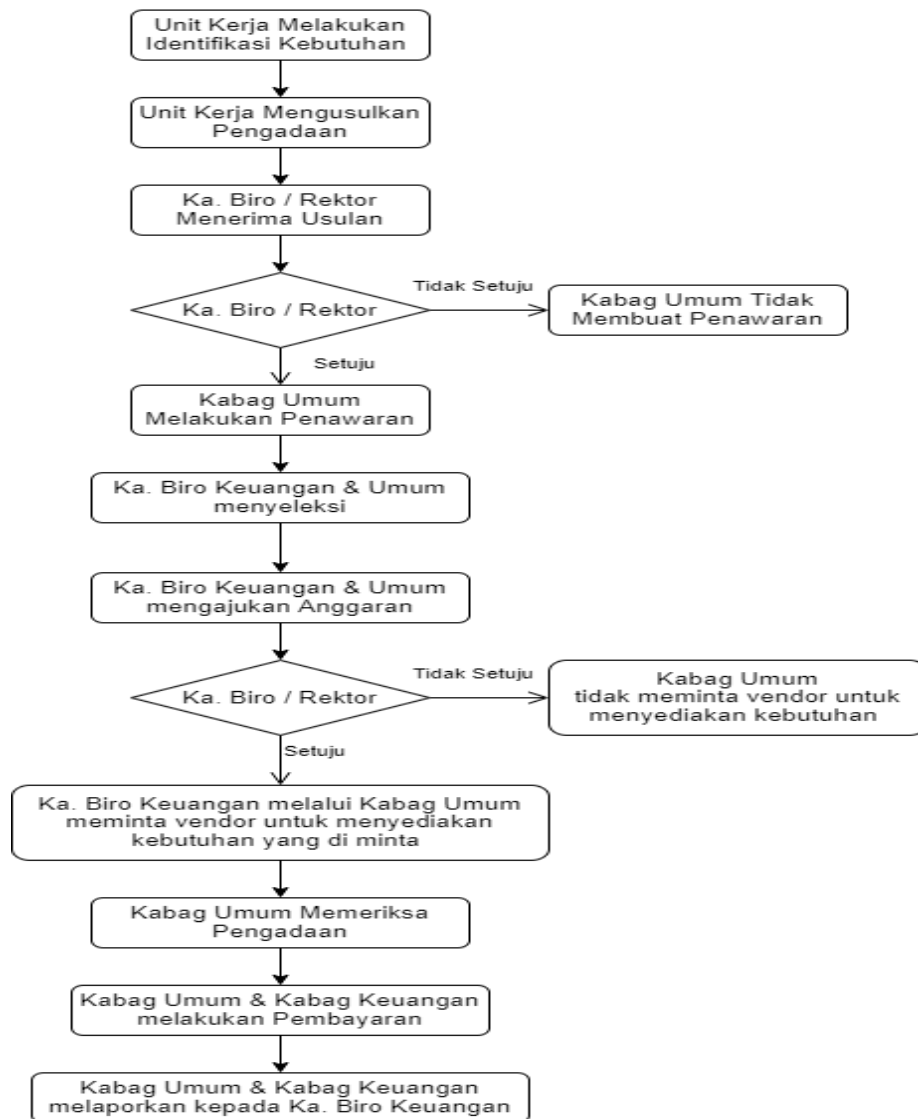 Unit Kerja Melakukan
Identifikasi Kebutuhan
Unit Kerja Mengusulkan
Pengadaan
Ka. Biro / Rektor
Menerima Usulan
Ka. Biro / Rektor
Tidak Setuju
Kabag Umum Tidak
Membuat Penawaran
Setuju
Kabag Umum
Melakukan Penawaran
Ka. Biro Keuangan & Umum
menyeleksi
Ka. Biro Keuangan & Umum
mengajukan Anggaran
Ka. Biro / Rektor
Tidak Setuju
Kabag Umum
tidak meminta vendor untuk
menyediakan kebutuhan
Setuju
Ka. Biro Keuangan melalui Kabag Umum
meminta vendor untuk menyediakan
kebutuhan yang di minta
Kabag Umum Memeriksa
Pengadaan
Kabag Umum & Kabag Keuangan
melakukan Pembayaran
Kabag Umum & Kabag Keuangan
melaporkan kepada Ka. Biro Keuangan